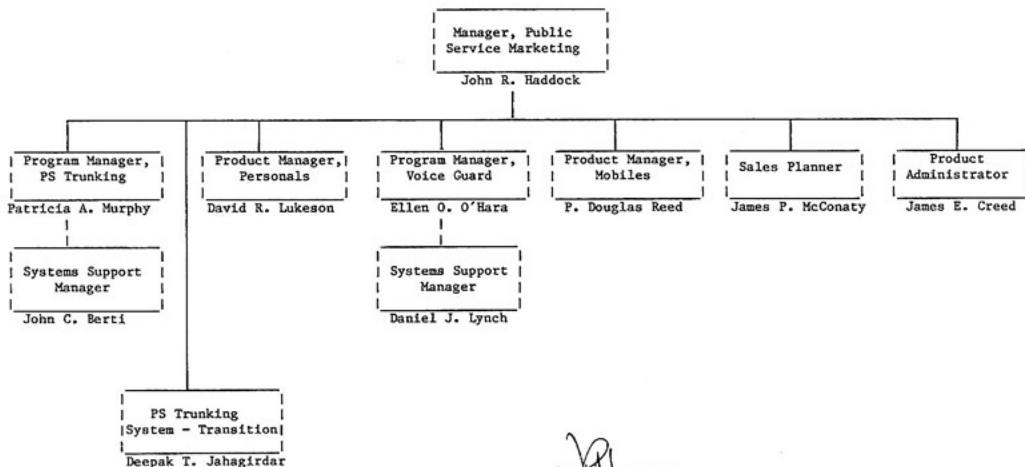 Manager, Public
Service Marketing
John R. Haddock
Program Manager,
PS Trunking
Patricia A. Murphy
Product Manager,
Personals
David R. Lukeson
Program Manager,
Voice Guard
Ellen O. O'Hara
Product Manager,
Mobiles
P. Douglas Reed
Sales Planner
James P. McConaty
Product
Administrator
James E. Creed
Systems Support
Manager
John C. Berti
Systems Support
Manager
Daniel J. Lynch
PS Trunking
System - Transition
Deepak T. Jahagirdar